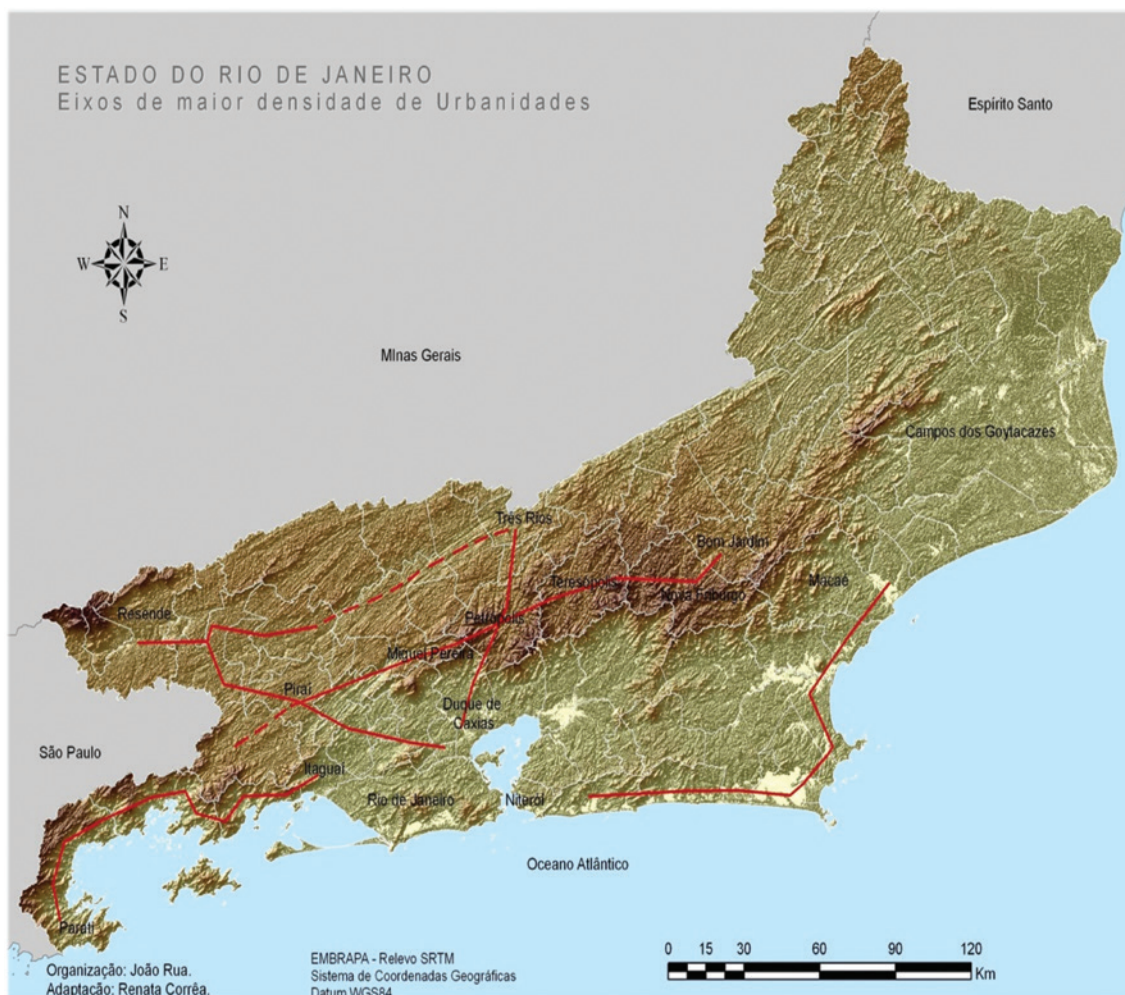 ESTADO DO RIO DE JANEIRO
Eixos de maior densidade de Urbanidades
Espírito Santo
N
W
E
S
MInas Gerais
Campos dos Goytacazes
Três Rios
Bom Jardim
Teresópolis
Macaé
Nova Friburgo
Resende
Petrópolis
Miguel Pereira
Piraí
Duque de
Caxias
São Paulo
Itaguaí
Rio de Janeiro
Niterói
Oceano Atlântico
Parati
0 15 30 60 90 120
Km
Organização: João Rua.
Adaptação: Renata Corrêa.
EMBRAPA - Relevo SRTM
Sistema de Coordenadas Geográficas
Datum WGS84